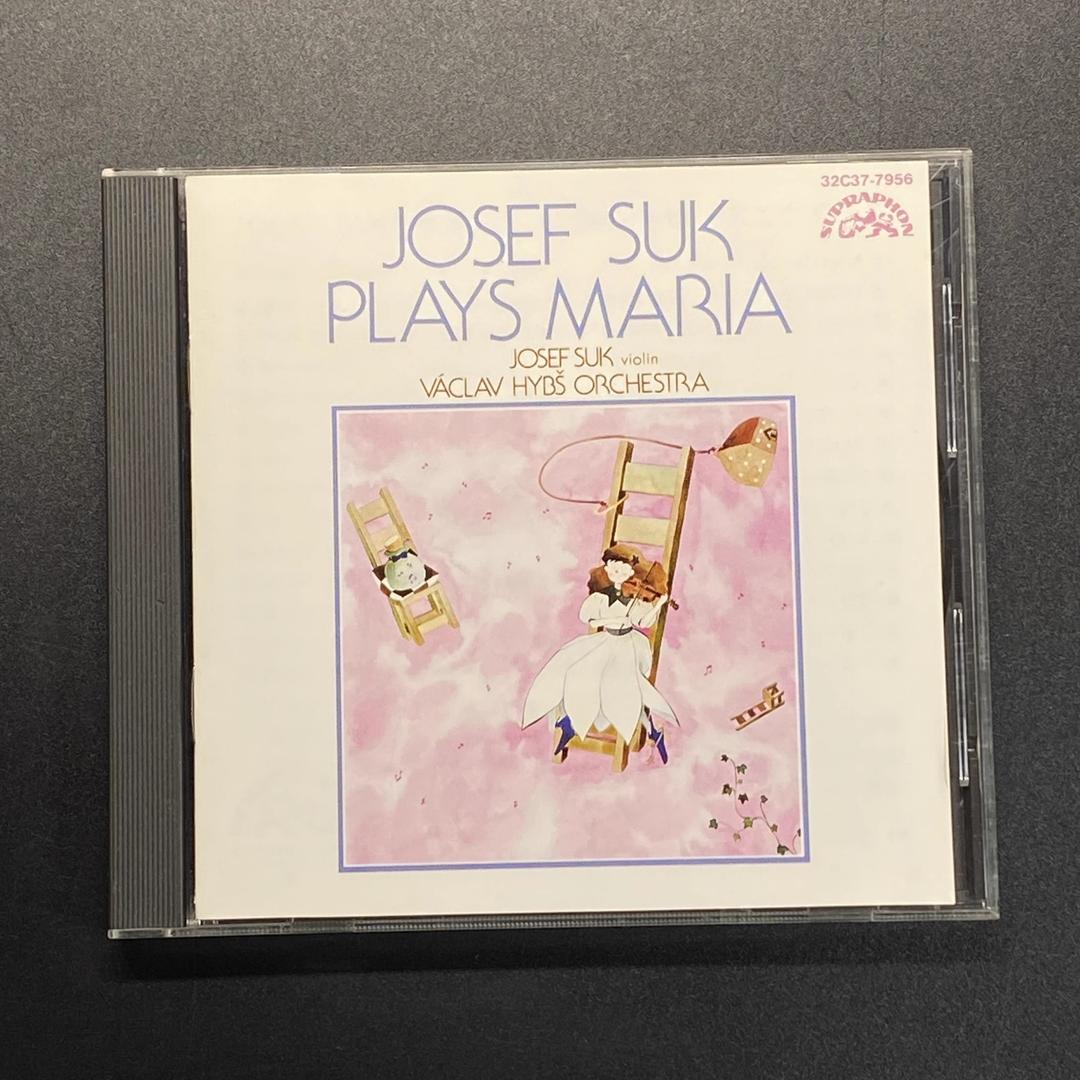 32C37-7956
SUPRAPHON
JOSEF SUK
PLAYS MARIA
JOSEF SUK violin
VÁCLAV HYBŠ ORCHESTRA